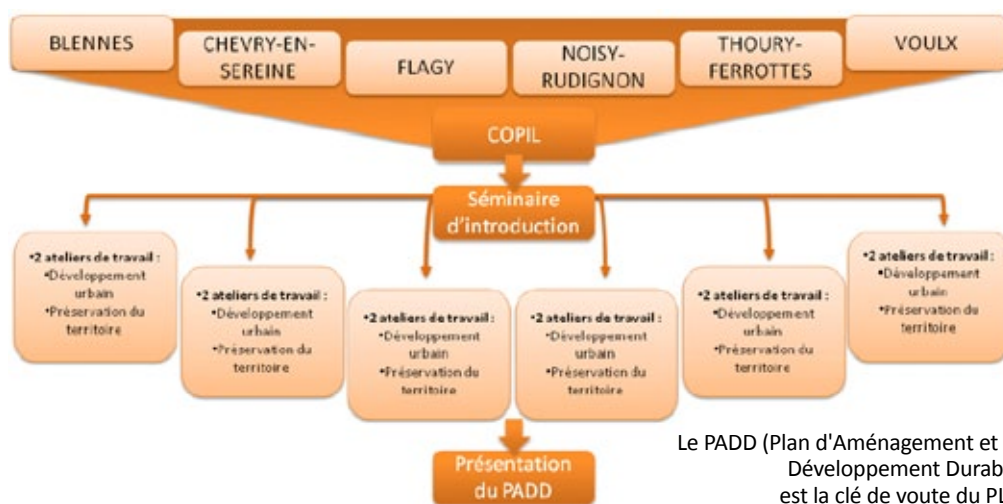 BLENNES
CHEVRY-EN-
SEREINE
FLAGY
NOISY-
RUDIGNON
THOURY-
FERROTTES
VOULX
COPIL
Séminaire
d'introduction
•2 ateliers de travail :
•Développement
urbain
•Préservation du
territoire
•2 ateliers de travail :
•Développement
urbain
•Préservation du
territoire
•2 ateliers de travail :
•Développement
urbain
•Préservation du
territoire
•2 ateliers de travail :
•Développement
urbain
•Préservation du
territoire
•2 ateliers de travail :
•Développement
urbain
•Préservation du
territoire
•2 ateliers de travail :
•Développement
urbain
•Préservation du
territoire
Présentation
du PADD
Le PADD (Plan d'Aménagement et
Développement Durab
est la clé de voute du PL